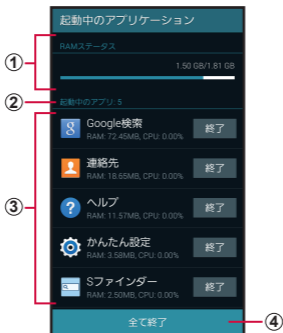 起動中のアプリケーション
① RAMステータス
1.50 GB/1.81 GB
② 起動中のアプリ: 5
Google検索
RAM: 72.45MB, CPU: 0.00%
終了
連絡先
RAM: 18.65MB, CPU: 0.00%
終了
③ ヘルプ
RAM: 11.57MB, CPU: 0.00%
終了
かんたん設定
RAM: 3.58MB, CPU: 0.00%
終了
Sファインダー
RAM: 2.50MB, CPU: 0.00%
終了
全て終了 ④